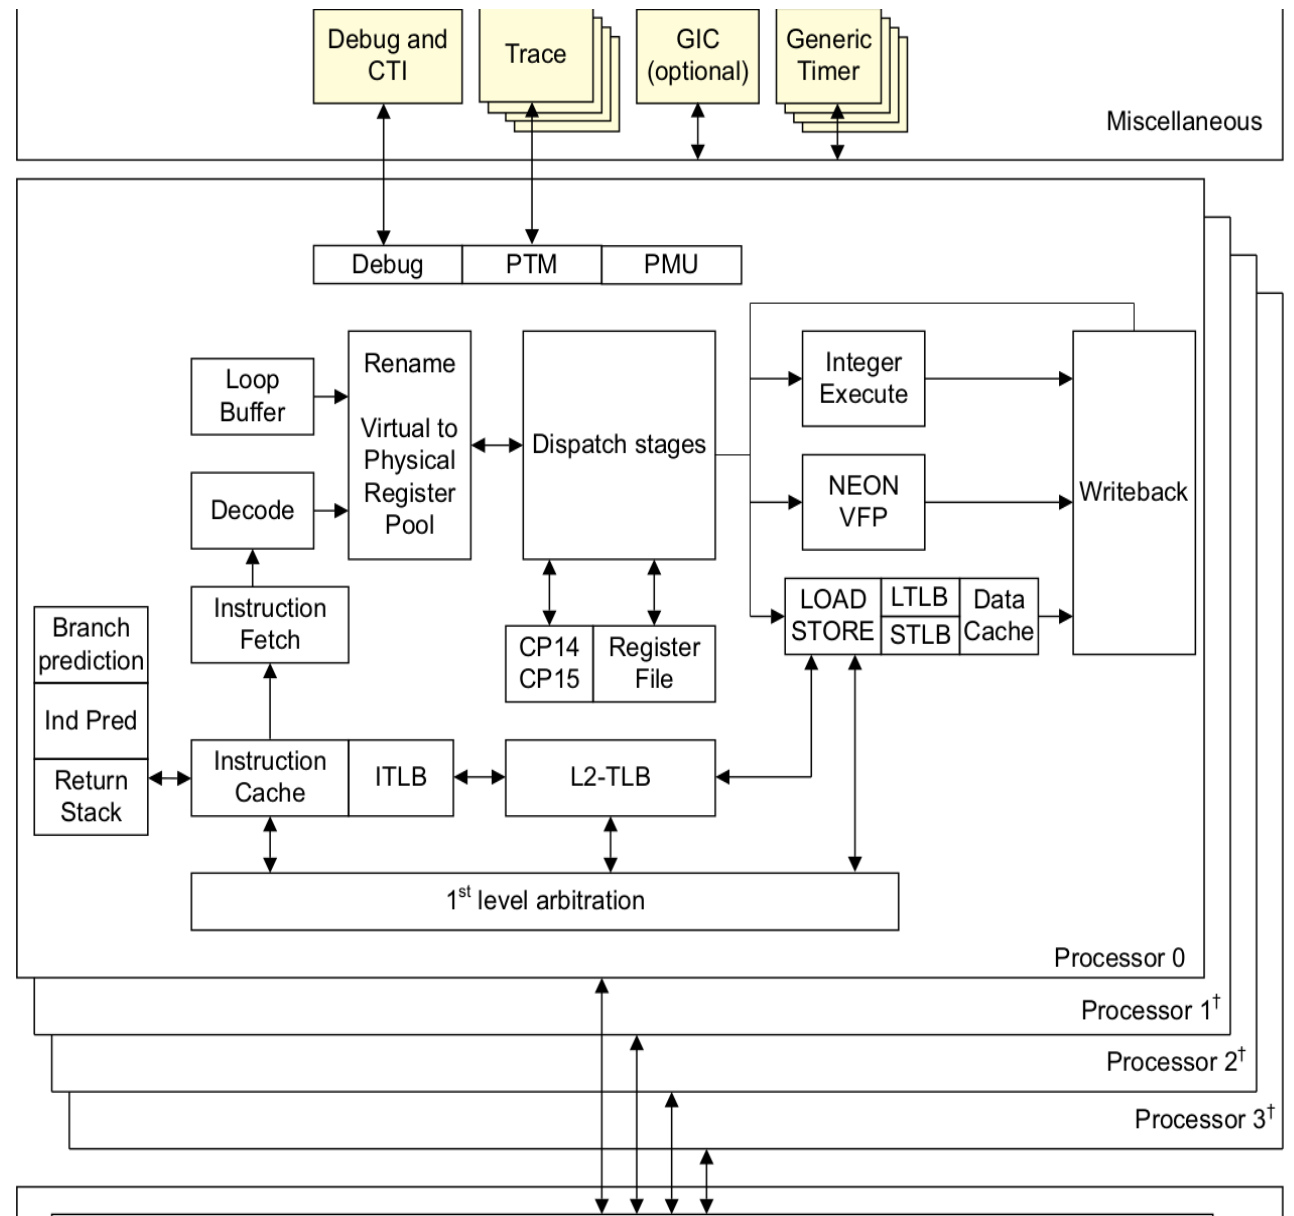 Debug and
CTI
Trace
GIC
(optional)
Generic
Timer
Miscellaneous
Debug
PTM
PMU
Loop
Buffer
Rename
Virtual to
Physical
Register
Pool
Dispatch stages
Integer
Execute
Writeback
Decode
NEON
VFP
Instruction
Fetch
LOAD
STORE
LTLB
STLB
Data
Cache
Branch
prediction
Ind Pred
Return
Stack
CP14
CP15
Register
File
Instruction
Cache
ITLB
L2-TLB
1st level arbitration
Processor 0
Processor 1†
Processor 2†
Processor 3†